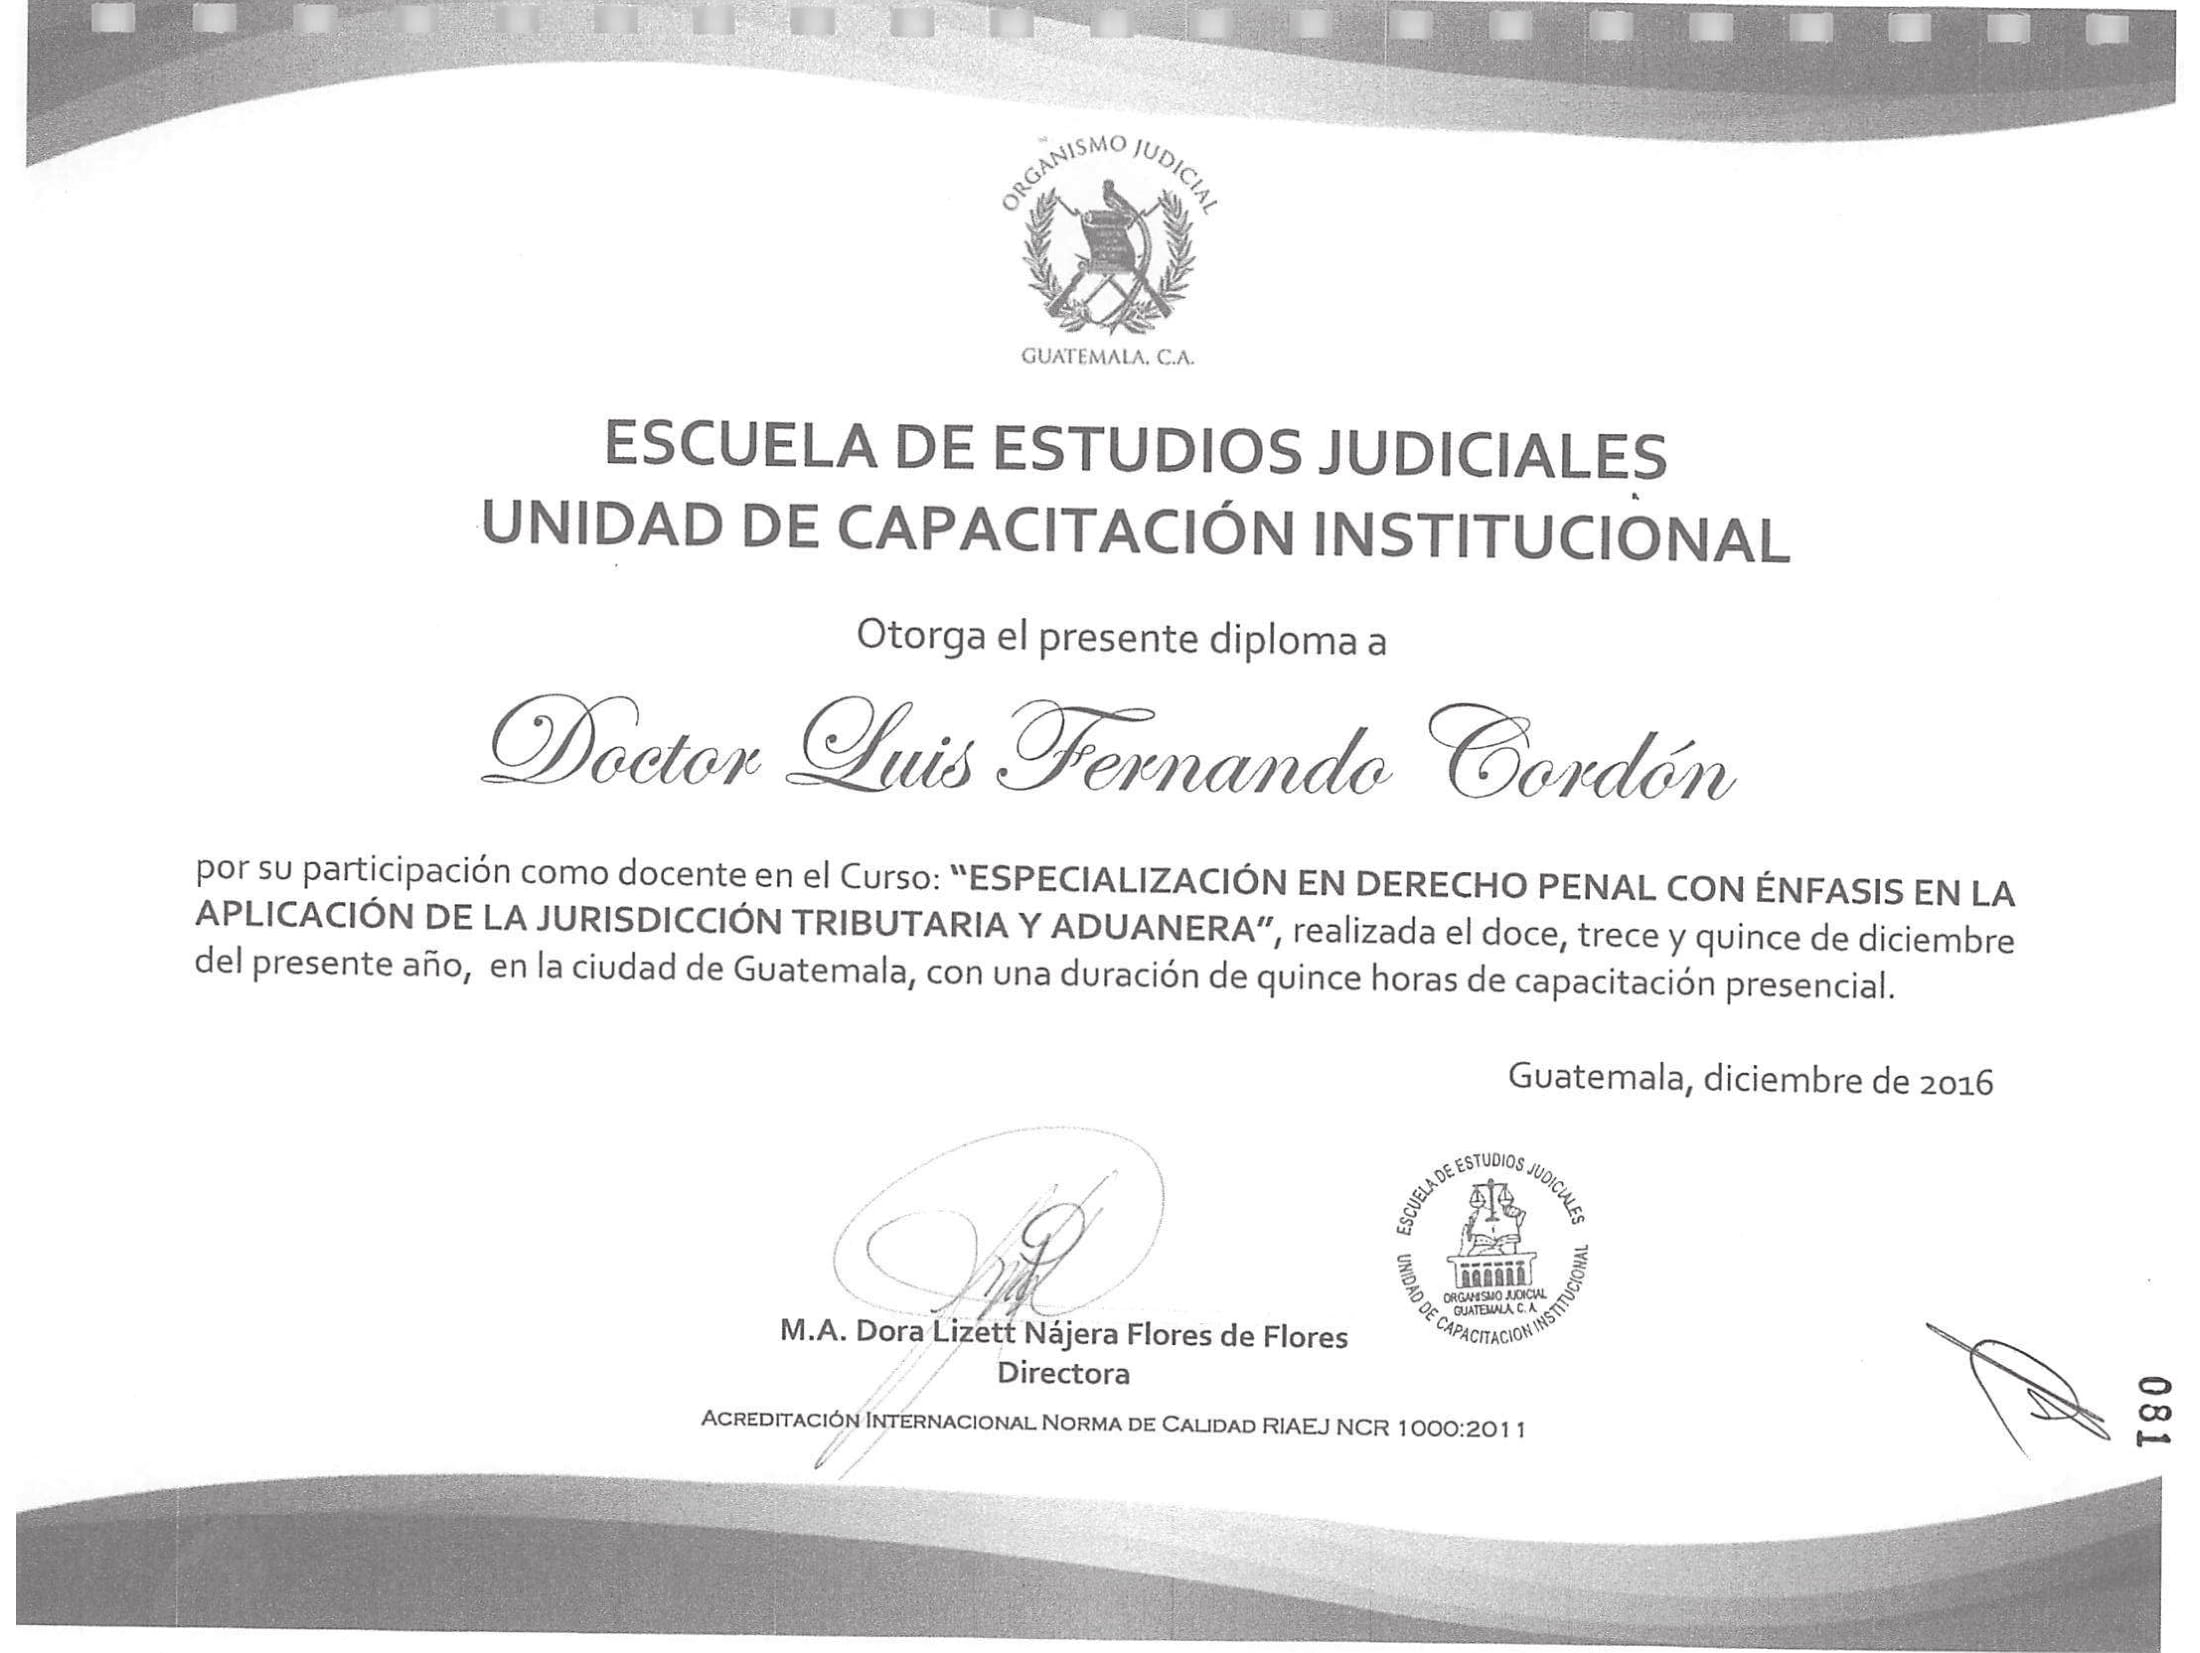 ORGANISMO JUDICIAL
GUATEMALA, C.A.
ESCUELA DE ESTUDIOS JUDICIALES
UNIDAD DE CAPACITACIÓN INSTITUCIONAL
Otorga el presente diploma a
Doctor Luis Fernando Cordón
por su participación como docente en el Curso: “ESPECIALIZACIÓN EN DERECHO PENAL CON ÉNFASIS EN LA
APLICACIÓN DE LA JURISDICCIÓN TRIBUTARIA Y ADUANERA”, realizada el doce, trece y quince de diciembre
del presente año, en la ciudad de Guatemala, con una duración de quince horas de capacitación presencial.
Guatemala, diciembre de 2016
ESCUELA DE ESTUDIOS JUDICIALES
UNIDAD DE CAPACITACION INSTITUCIONAL
ORGANISMO JUDICIAL
GUATEMALA, C. A.
M.A. Dora Lizett Nájera Flores de Flores
Directora
ACREDITACIÓN INTERNACIONAL NORMA DE CALIDAD RIAEJ NCR 1000:2011
081